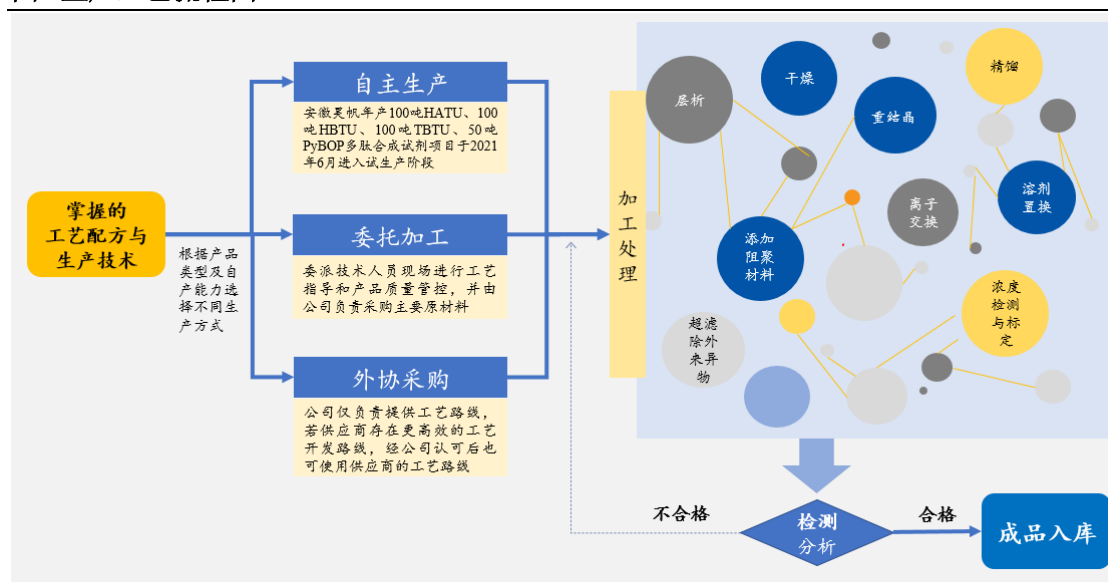 掌握的
工艺配方与
生产技术
根据产品
类型及自
产能力选
择不同生
产方式
自主生产
安徽昊帆年产100吨HATU、100
吨HBTU、100吨TBTU、50吨
PyBOP多肽合成试剂项目于2021
年6月进入试生产阶段
委托加工
委派技术人员现场进行工艺
指导和产品质量管控，并由
公司负责采购主要原材料
外协采购
公司仅负责提供工艺路线，
若供应商存在更高效的工艺
开发路线，经公司认可后也
可使用供应商的工艺路线
加
工
处
理
层析
干燥
重结晶
精馏
离子
交换
溶剂
置换
添加
阻聚
材料
超滤
除外
来异
物
浓度
检测
与标
定
不合格
检测
分析
合格
成品入库